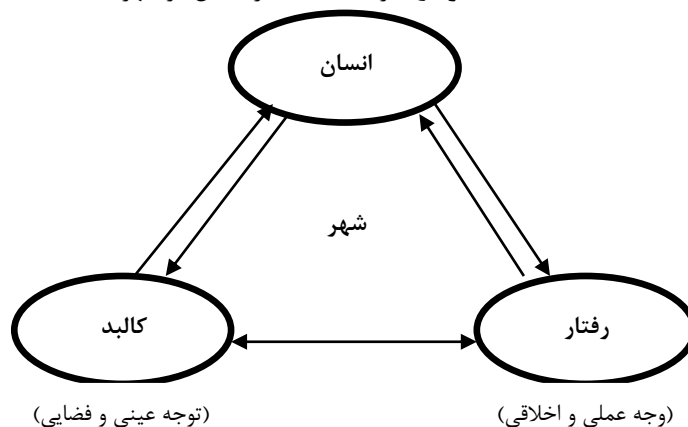 انسان
شهر
کالبد
رفتار
(توجه عینی و فضایی)
(وجه عملی و اخلاقی)